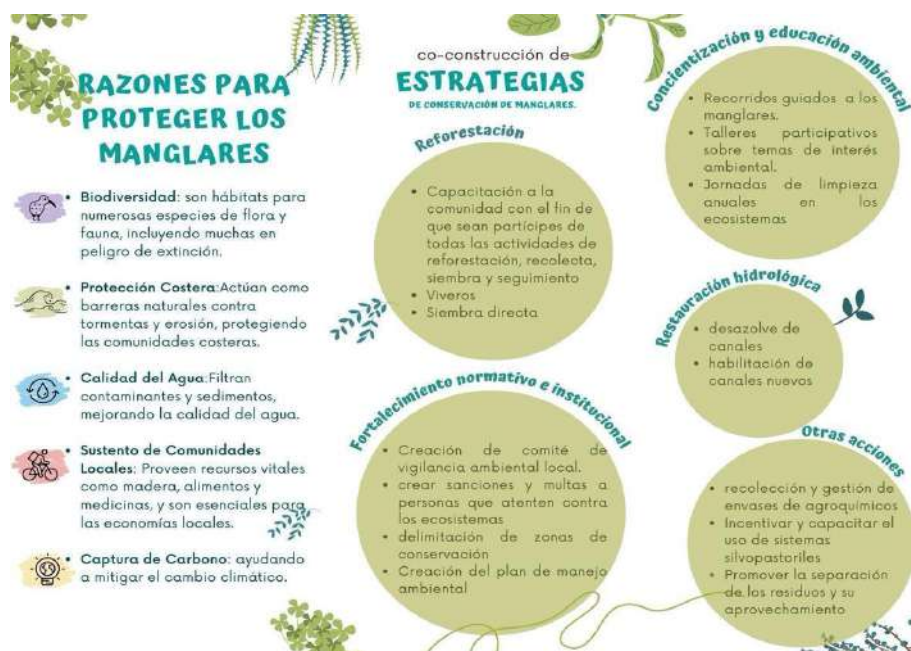 RAZONES PARA
PROTEGER LOS
MANGLARES
• Biodiversidad: son hábitats para
numerosas especies de flora y
fauna, incluyendo muchas en
peligro de extinción.
• Protección Costera:Actúan como
barreras naturales contra
tormentas y erosión, protegiendo
las comunidades costeras.
• Calidad del Agua:Filtran
contaminantes y sedimentos,
mejorando la calidad del agua.
• Sustento de Comunidades
Locales: Proveen recursos vitales
como madera, alimentos y
medicinas, y son esenciales para
las economías locales.
• Captura de Carbono: ayudando
a mitigar el cambio climático.
co-construcción de
ESTRATEGIAS
DE CONSERVACIÓN DE MANGLARES.
Reforestación
• Capacitación a la
comunidad con el fin de
que sean partícipes de
todas las actividades de
reforestación, recolecta,
siembra y seguimiento
• Viveros
• Siembra directa
Fortalecimiento normativo e institucional
• Creación de comité de
vigilancia ambiental local.
• crear sanciones y multas a
personas que atenten contra
los ecosistemas
• delimitación de zonas de
conservación
• Creación del plan de manejo
ambiental
Concientización y educación ambiental
• Recorridos guiados a los
manglares.
• Talleres participativos
sobre temas de interés
ambiental.
• Jornadas de limpieza
anuales en los
ecosistemas
Restauración hidrológica
• desazolve de
canales
• habilitación de
canales nuevos
Otras acciones
• recolección y gestión de
envases de agroquímicos
• Incentivar y capacitar el
uso de sistemas
silvopastoriles
• Promover la separación
de los residuos y su
aprovechamiento